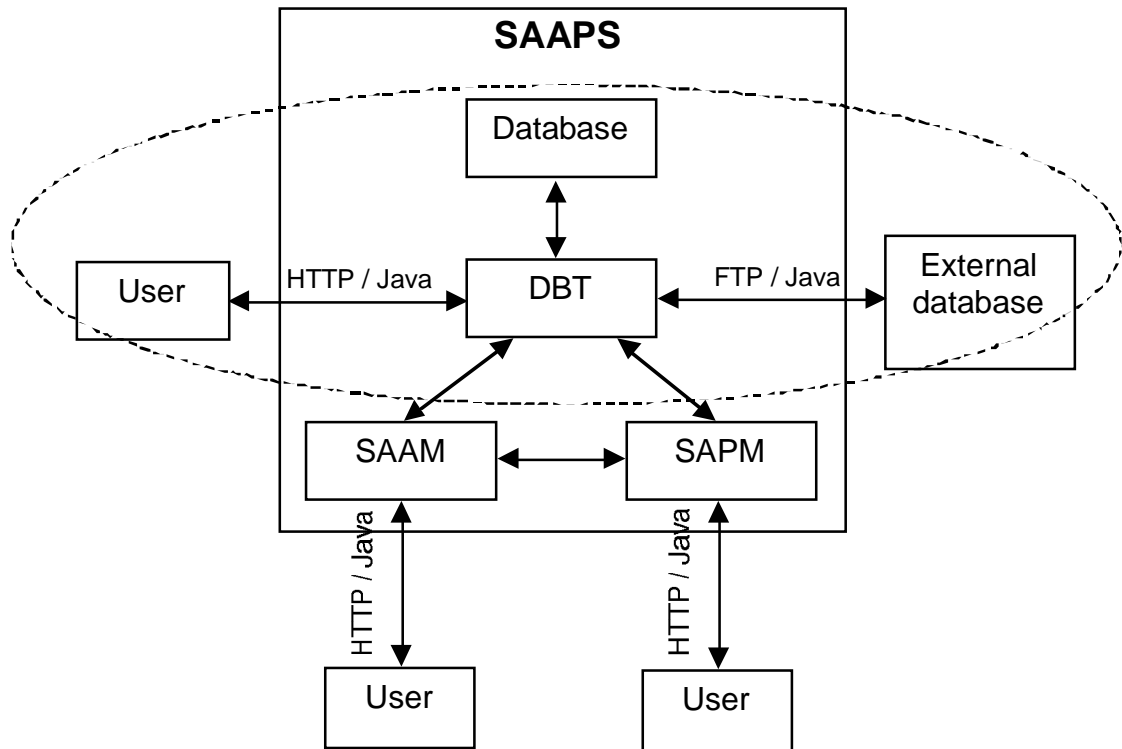 SAAPS
Database
User
HTTP / Java
DBT
FTP / Java
External
database
SAAM
SAPM
HTTP / Java
HTTP / Java
User
User